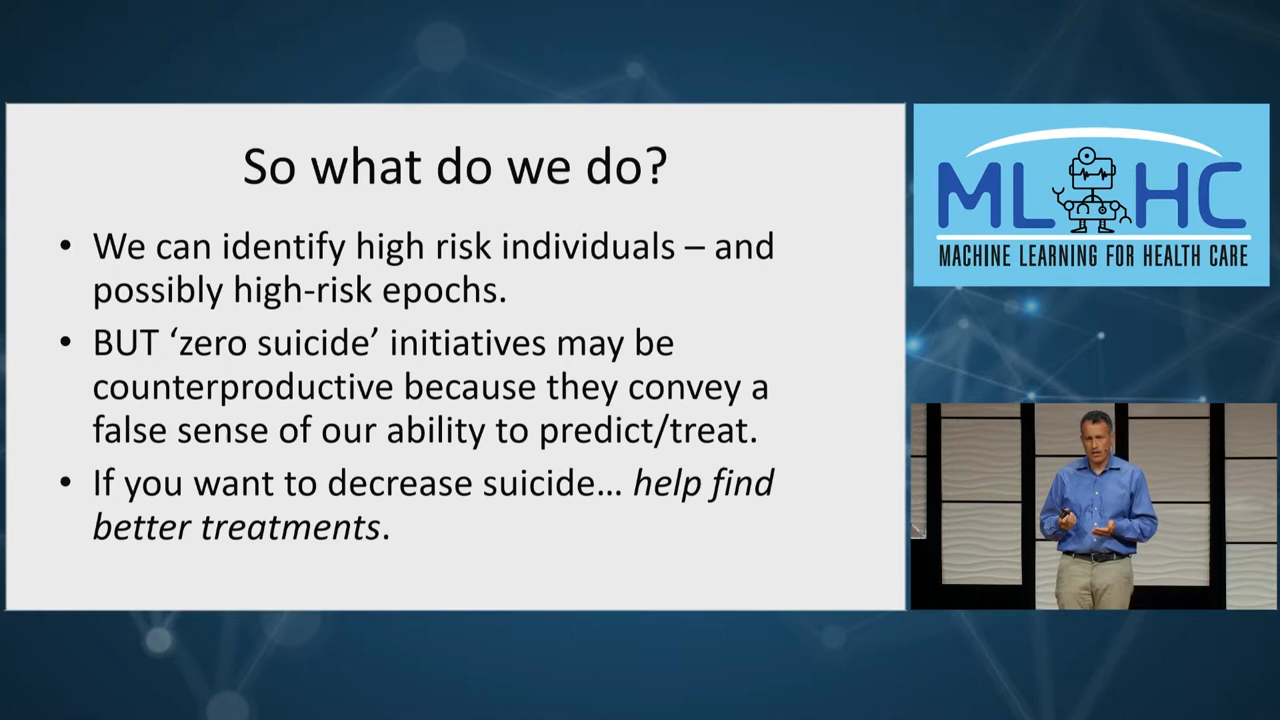 So what do we do?
• We can identify high risk individuals – and
possibly high-risk epochs.
• BUT ‘zero suicide’ initiatives may be
counterproductive because they convey a
false sense of our ability to predict/treat.
• If you want to decrease suicide… help find
better treatments.
ML HC
MACHINE LEARNING FOR HEALTH CARE